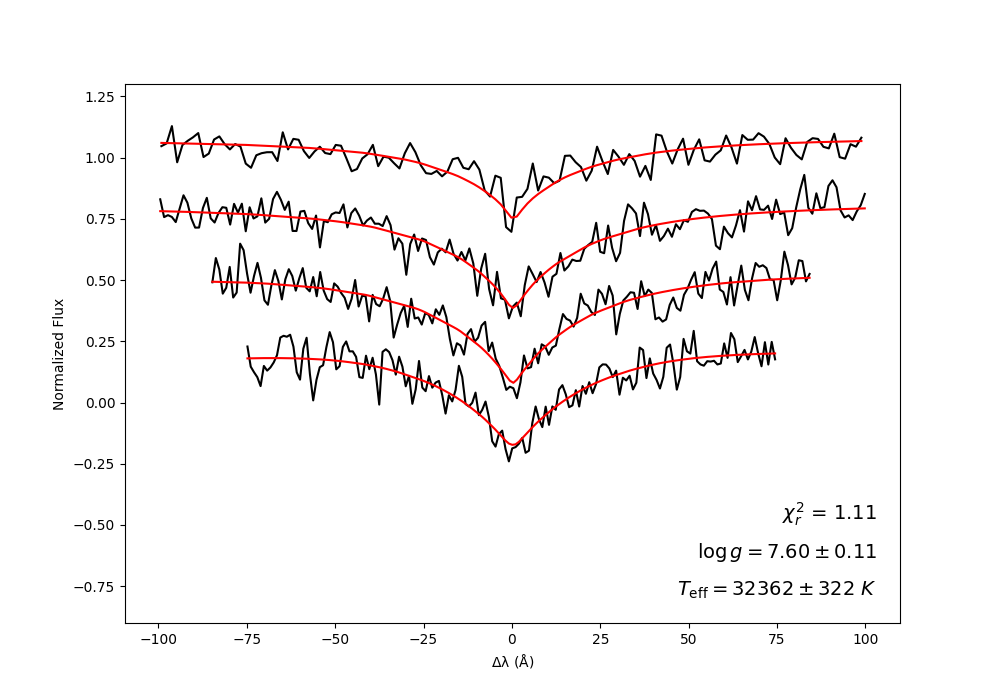 1.25
1.00
0.75
0.50
0.25
0.00
−0.25
−0.50
−0.75
Normalized Flux
χ²ᵣ = 1.11
log g = 7.60 ± 0.11
T_eff = 32362 ± 322 K
−100 −75 −50 −25 0 25 50 75 100
Δλ (Å)